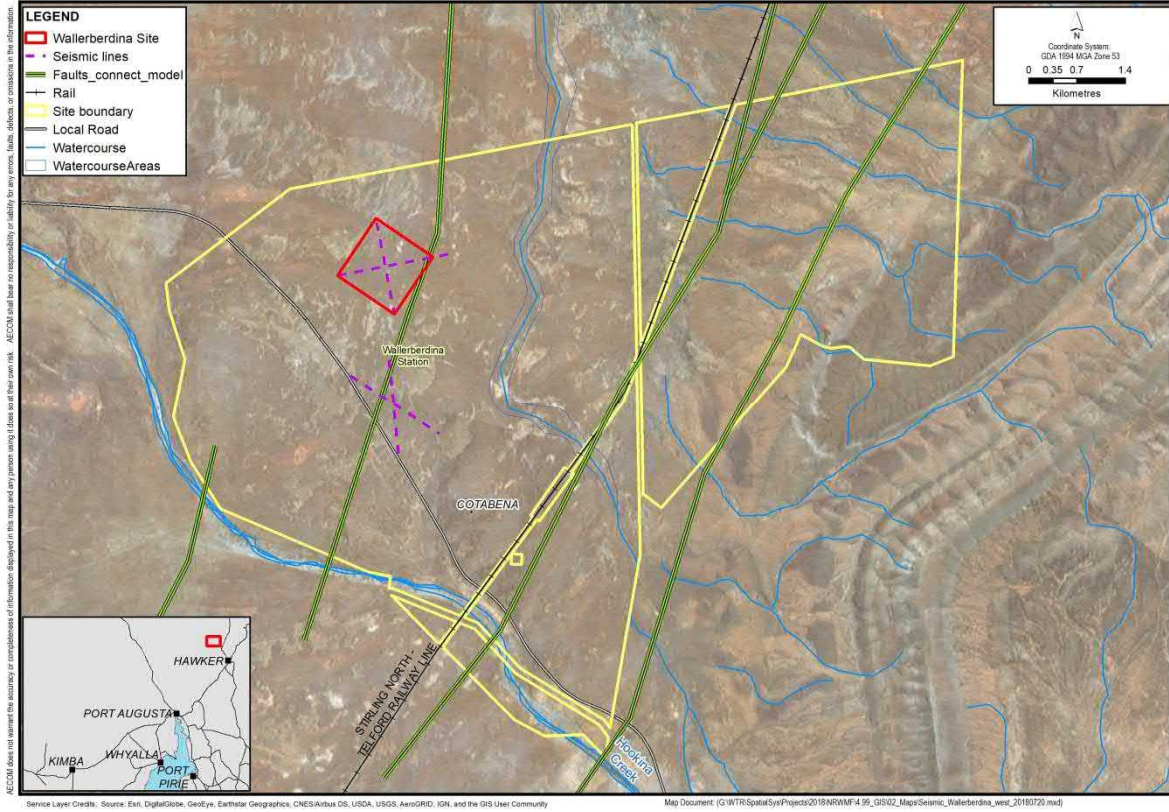 LEGEND
Wallerberdina Site
Seismic lines
Faults_connect_model
Rail
Site boundary
Local Road
Watercourse
WatercourseAreas
N
Coordinate System:
GDA 1994 MGA Zone 53
0 0.35 0.7 1.4
Kilometres
Wallerberdina
Station
COTABENA
STIRLING NORTH -
TELFORD RAILWAY LINE
Hookina
Creek
HAWKER
PORT AUGUSTA
WHYALLA
KIMBA
PORT
PIRIE
AECOM does not warrant the accuracy or completeness of information displayed in this map and any person using it does so at their own risk. AECOM shall bear no responsibility or liability for any errors, faults, defects, or omissions in the information.
Service Layer Credits: Source: Esri, DigitalGlobe, GeoEye, Earthstar Geographics, CNES/Airbus DS, USDA, USGS, AeroGRID, IGN, and the GIS User Community
Map Document: (G:\WTR\SpatialSys\Projects\2018\NRWMF\4.99_GIS\02_Maps\Seismic_Wallerberdina_west_20180720.mxd)